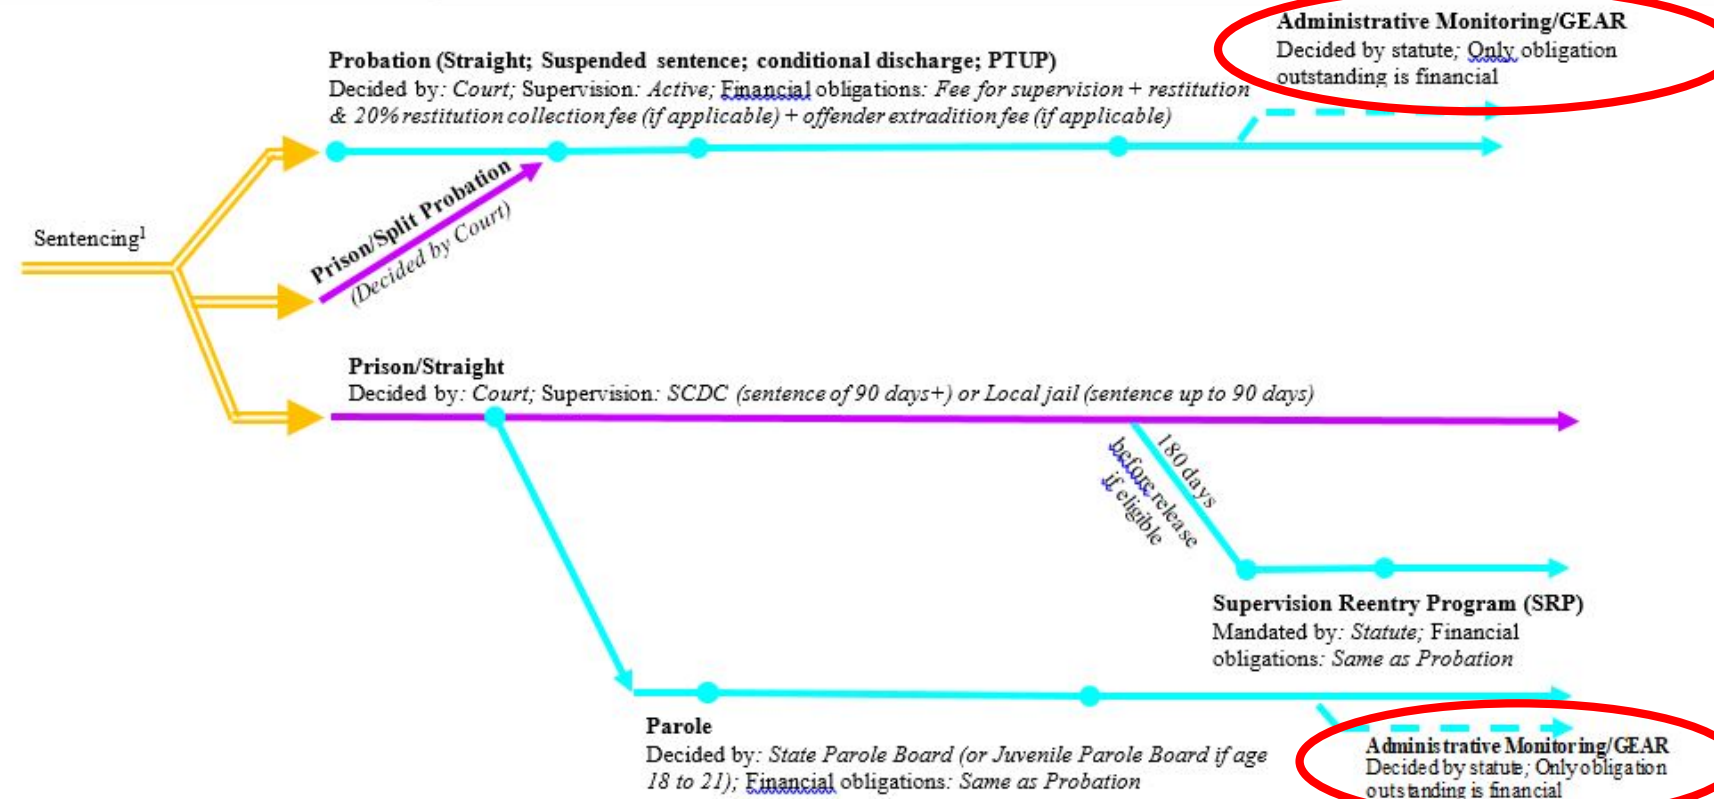 Administrative Monitoring/GEAR
Decided by statute; Only obligation
outstanding is financial
Probation (Straight; Suspended sentence; conditional discharge; PTUP)
Decided by: Court; Supervision: Active; Financial obligations: Fee for supervision + restitution
& 20% restitution collection fee (if applicable) + offender extradition fee (if applicable)
Sentencing¹
Prison/Split Probation
(Decided by Court)
Prison/Straight
Decided by: Court; Supervision: SCDC (sentence of 90 days+) or Local jail (sentence up to 90 days)
180 days
before release
if eligible
Supervision Reentry Program (SRP)
Mandated by: Statute; Financial
obligations: Same as Probation
Parole
Decided by: State Parole Board (or Juvenile Parole Board if age
18 to 21); Financial obligations: Same as Probation
Administrative Monitoring/GEAR
Decided by statute; Only obligation
outstanding is financial